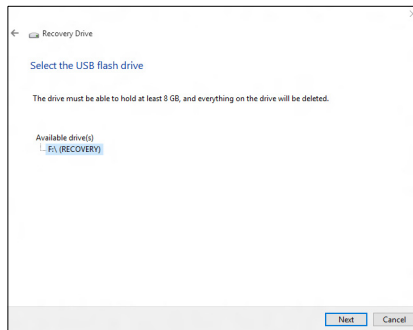 Recovery Drive
Select the USB flash drive
The drive must be able to hold at least 8 GB, and everything on the drive will be deleted.
Available drive(s)
F:\ (RECOVERY)
Next Cancel